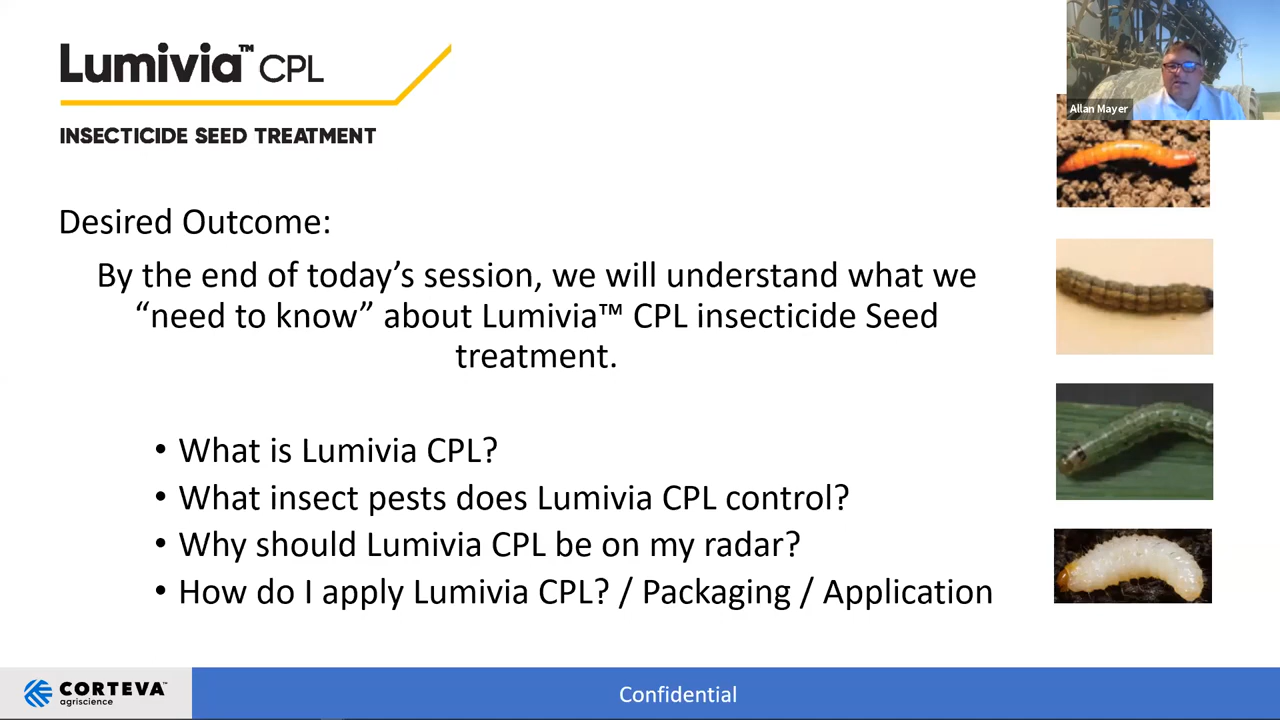 Lumivia™ CPL
INSECTICIDE SEED TREATMENT
Allan Mayer
Desired Outcome:
By the end of today’s session, we will understand what we
“need to know” about Lumivia™ CPL insecticide Seed
treatment.
• What is Lumivia CPL?
• What insect pests does Lumivia CPL control?
• Why should Lumivia CPL be on my radar?
• How do I apply Lumivia CPL? / Packaging / Application
CORTEVA™
agriscience
Confidential